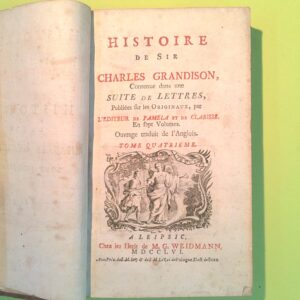 HISTOIRE
DE SIR
CHARLES GRANDISON,
Contenue dans une
SUITE DE LETTRES,
Publiées sur les ORIGINAUX, par
L'EDITEUR DE PAMELA ET DE CLARISSE.
En sept Volumes.
Ouvrage traduit de l'Anglois.
TOME QUATRIEME.
A LEIPSIC,
Chez les Herit. de M. G. WEIDMANN,
MDCCLVI.